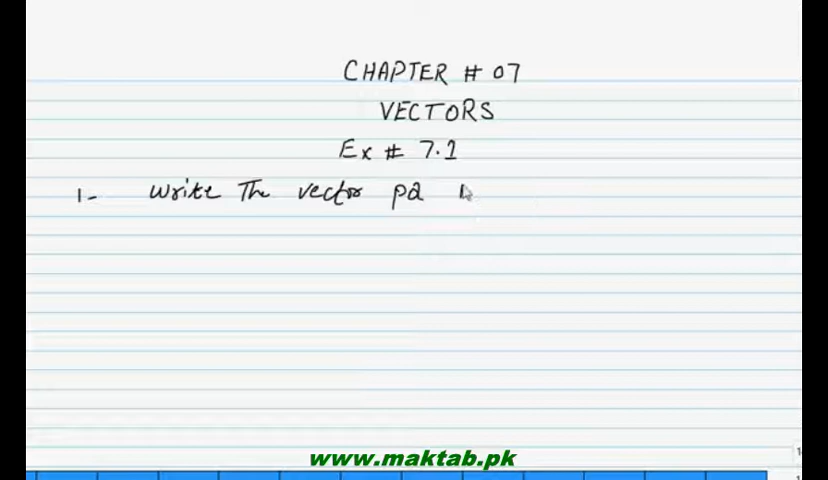 CHAPTER # 07
VECTORS
Ex # 7.1
1- write The vector PQ
www.maktab.pk